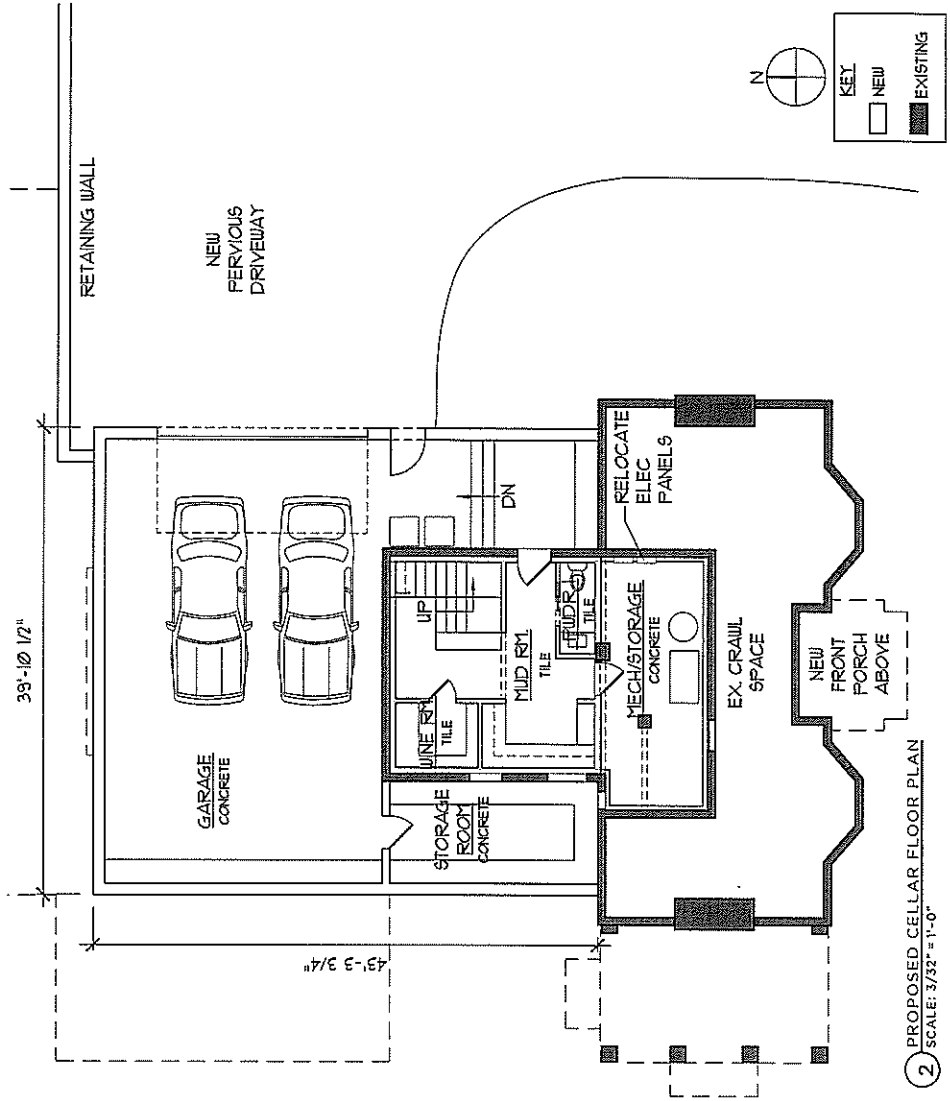 39'-10 1/2"
RETAINING WALL
NEW
PERVIOUS
DRIVEWAY
GARAGE
CONCRETE
43'-3 3/4"
STORAGE
ROOM
CONCRETE
WINE RM.
TILE
UP
MUD RM.
TILE
PWDR
TILE
DN
RELOCATE
ELEC
PANELS
MECH/STORAGE
CONCRETE
EX. CRAWL
SPACE
NEW
FRONT
PORCH
ABOVE
N
KEY
NEW
EXISTING
2
PROPOSED CELLAR FLOOR PLAN
SCALE: 3/32" = 1'-0"